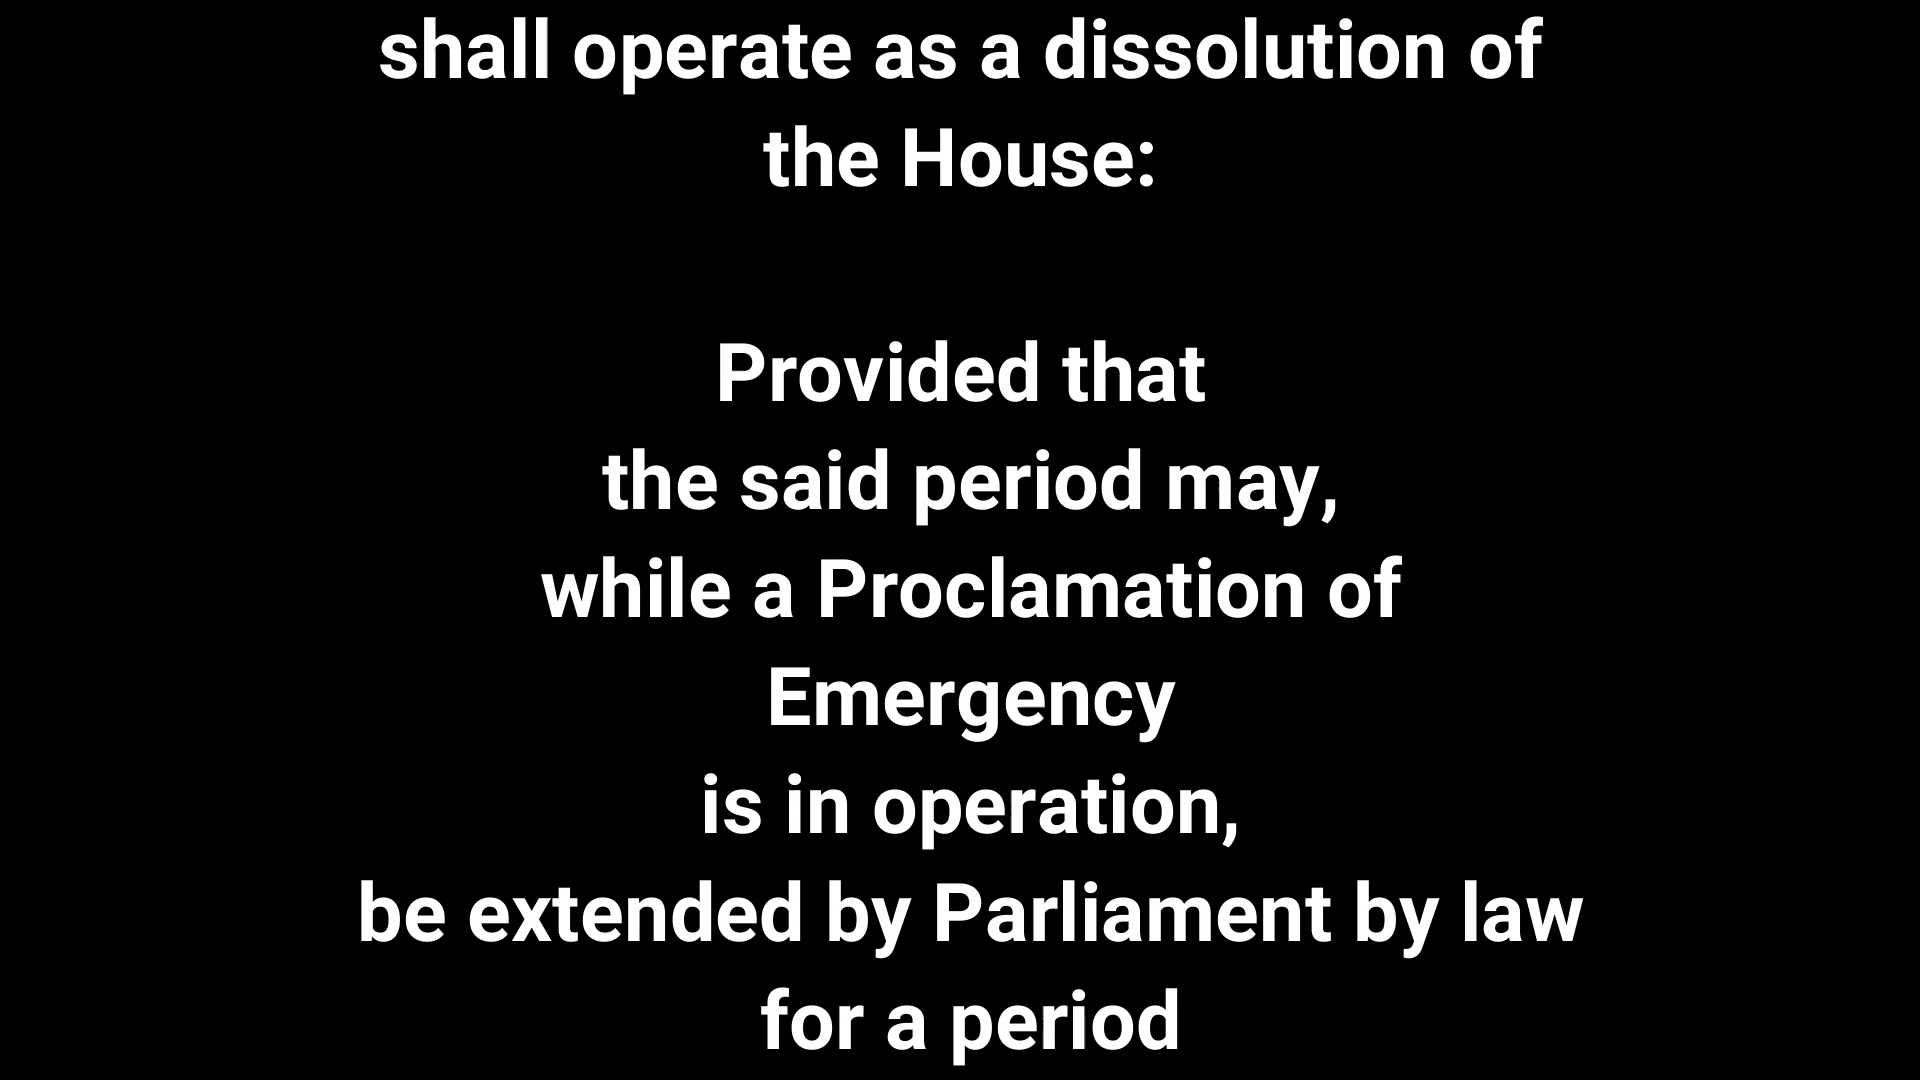 shall operate as a dissolution of
the House:
Provided that
the said period may,
while a Proclamation of
Emergency
is in operation,
be extended by Parliament by law
for a period